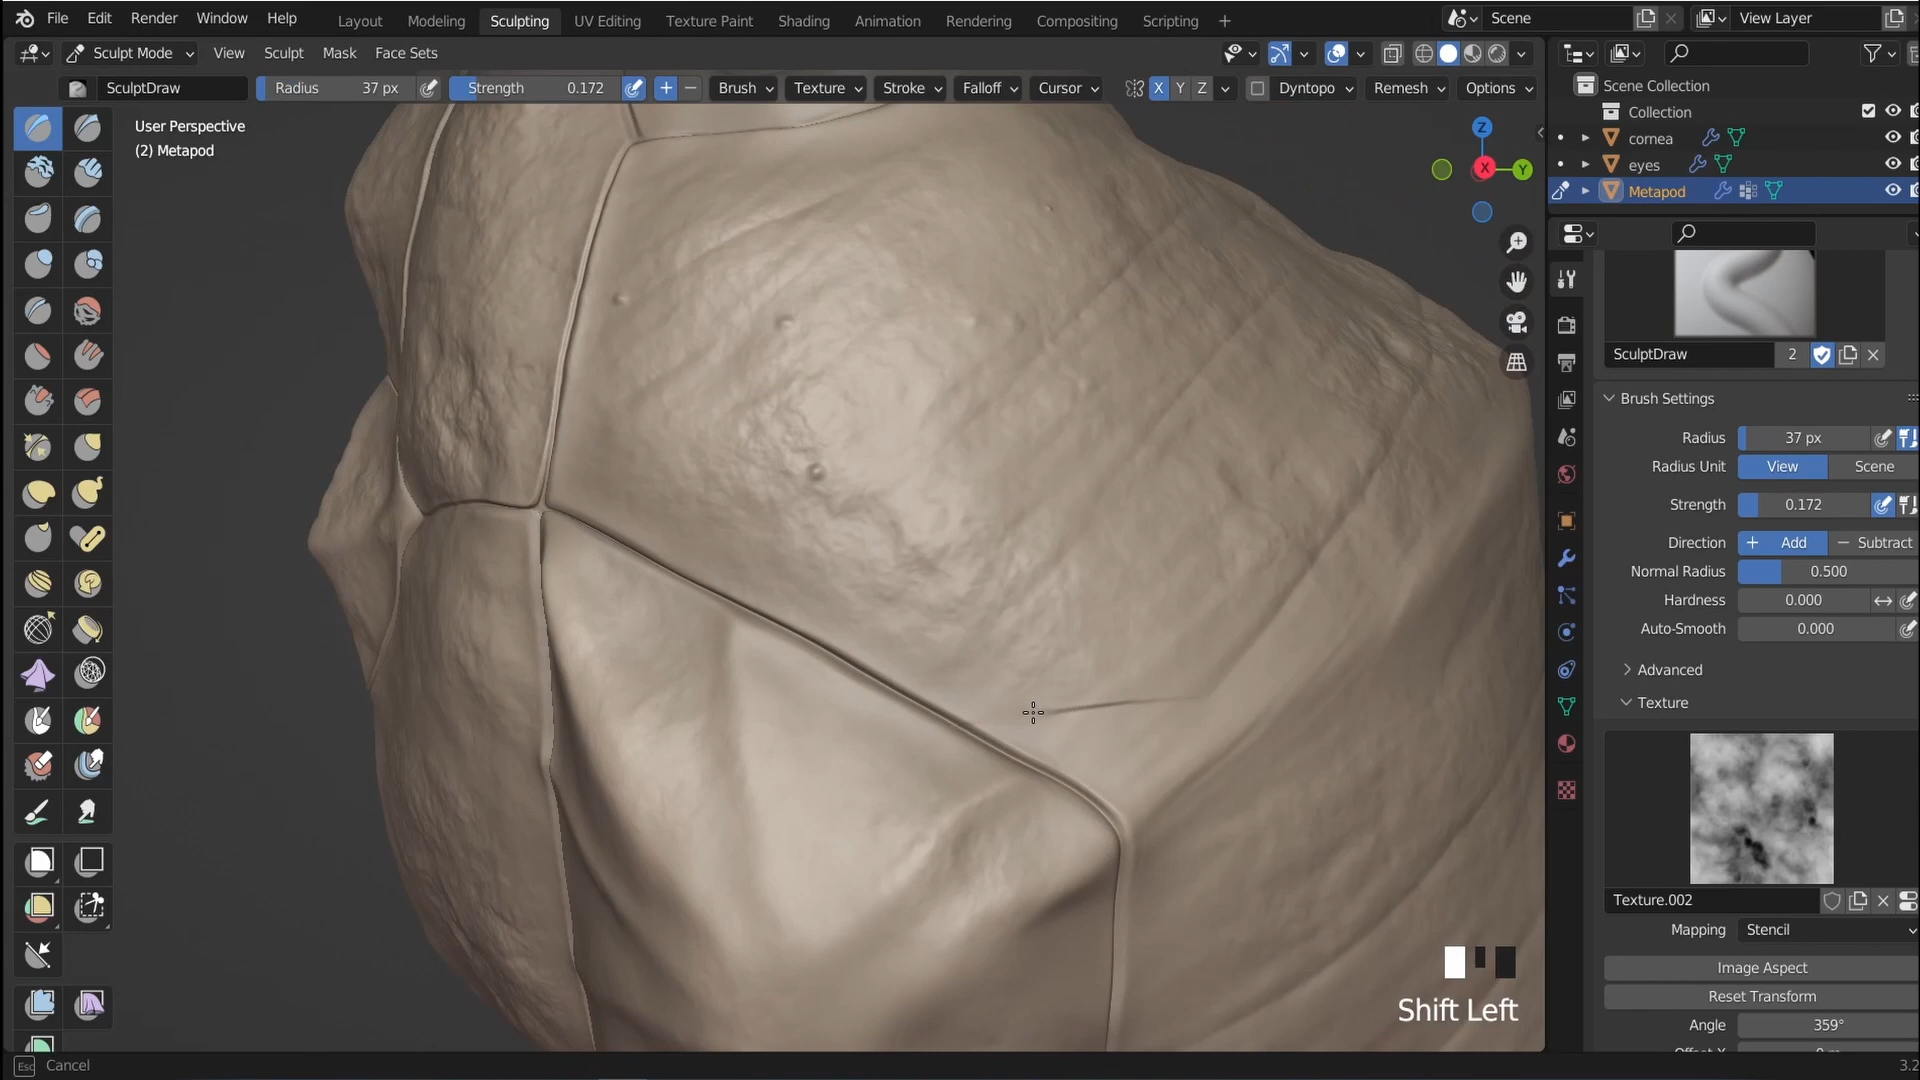 File Edit Render Window Help Layout Modeling Sculpting UV Editing Texture Paint Shading Animation Rendering Compositing Scripting + Scene View Layer
Sculpt Mode View Sculpt Mask Face Sets
SculptDraw Radius 37 px Strength 0.172 Brush Texture Stroke Falloff Cursor X Y Z Dyntopo Remesh Options
User Perspective
(2) Metapod
Z
X
Y
Scene Collection
Collection
cornea
eyes
Metapod
SculptDraw 2
Brush Settings
Radius 37 px
Radius Unit View Scene
Strength 0.172
Direction + Add − Subtract
Normal Radius 0.500
Hardness 0.000
Auto-Smooth 0.000
Advanced
Texture
Texture.002
Mapping Stencil
Image Aspect
Reset Transform
Angle 359°
Shift Left
Esc Cancel
3.2